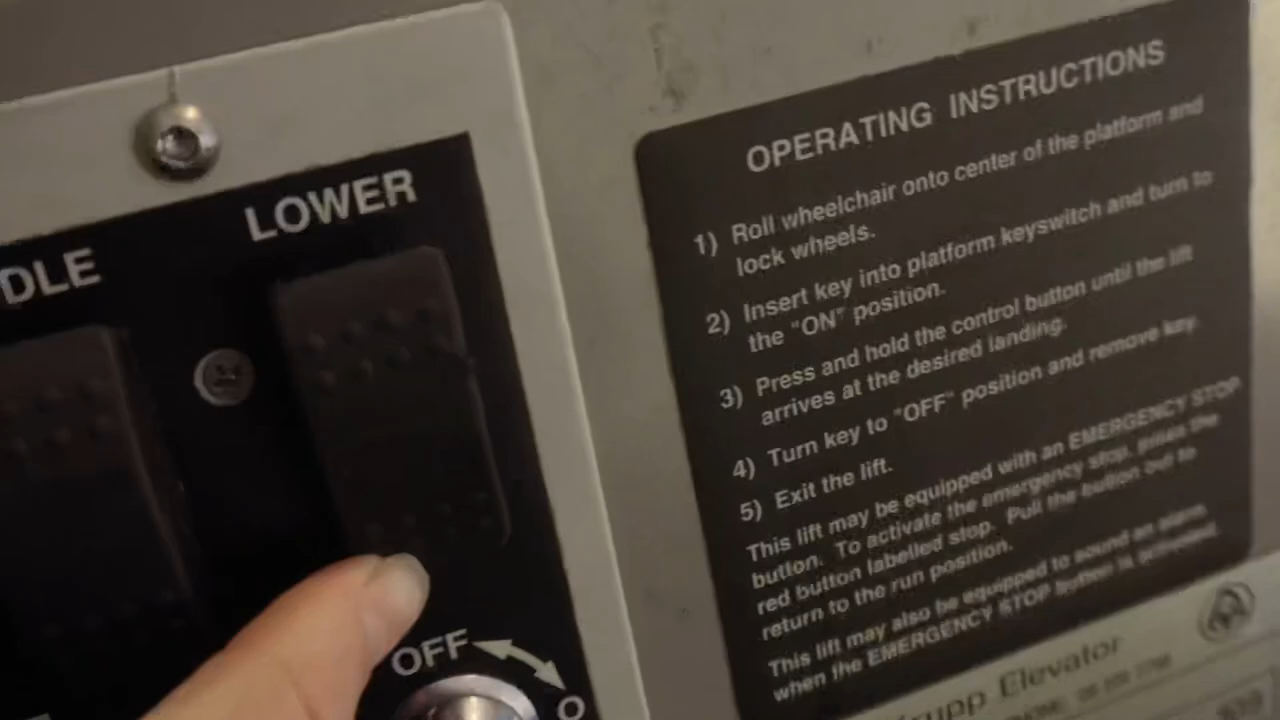 DLE
LOWER
OFF
O
OPERATING INSTRUCTIONS
1) Roll wheelchair onto center of the platform and
lock wheels.
2) Insert key into platform keyswitch and turn to
the "ON" position.
3) Press and hold the control button until the lift
arrives at the desired landing.
4) Turn key to "OFF" position and remove key.
5) Exit the lift.
This lift may be equipped with an EMERGENCY STOP
button. To activate the emergency stop, press the
red button labelled stop. Pull the button out to
return to the run position.
This lift may also be equipped to sound an alarm
when the EMERGENCY STOP button is activated.
Krupp Elevator